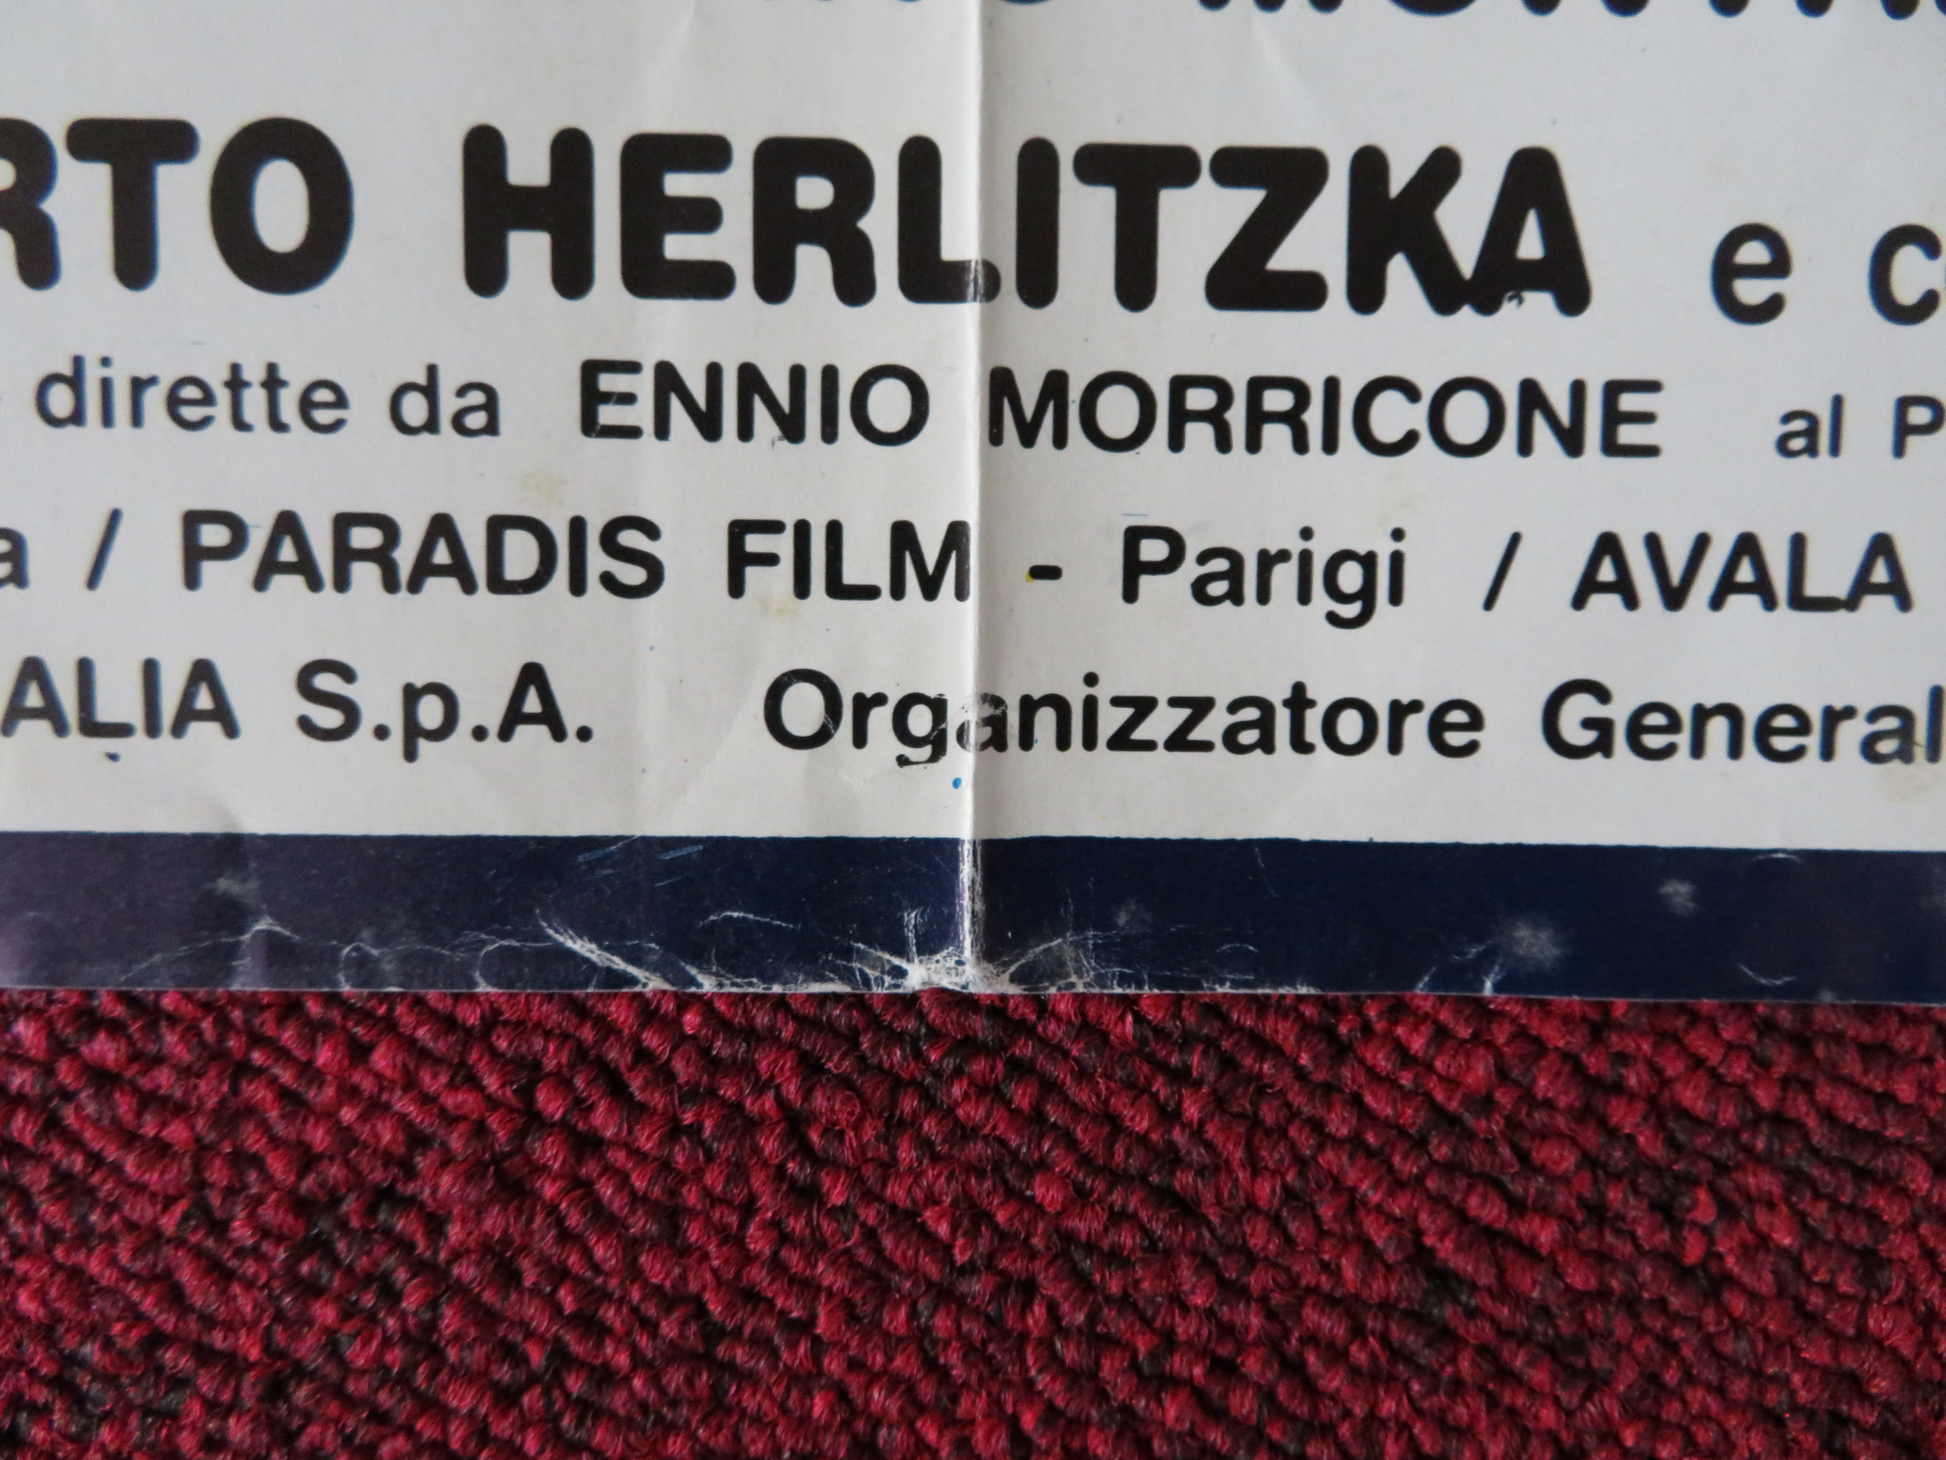 RTO HERLITZKA e c
dirette da ENNIO MORRICONE al P
a / PARADIS FILM - Parigi / AVALA
ALIA S.p.A. Organizzatore General